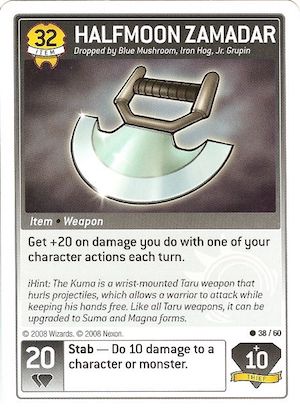 32
ITEM
HALFMOON ZAMADAR
Dropped by Blue Mushroom, Iron Hog, Jr. Grupin
Item • Weapon
Get +20 on damage you do with one of your
character actions each turn.
iHint: The Kuma is a wrist-mounted Taru weapon that
hurls projectiles, which allows a warrior to attack while
keeping his hands free. Like all Taru weapons, it can be
upgraded to Suma and Magna forms.
© 2008 Wizards. © 2008 Nexon.
● 38 / 60
20
Stab — Do 10 damage to a
character or monster.
+
10
THIEF